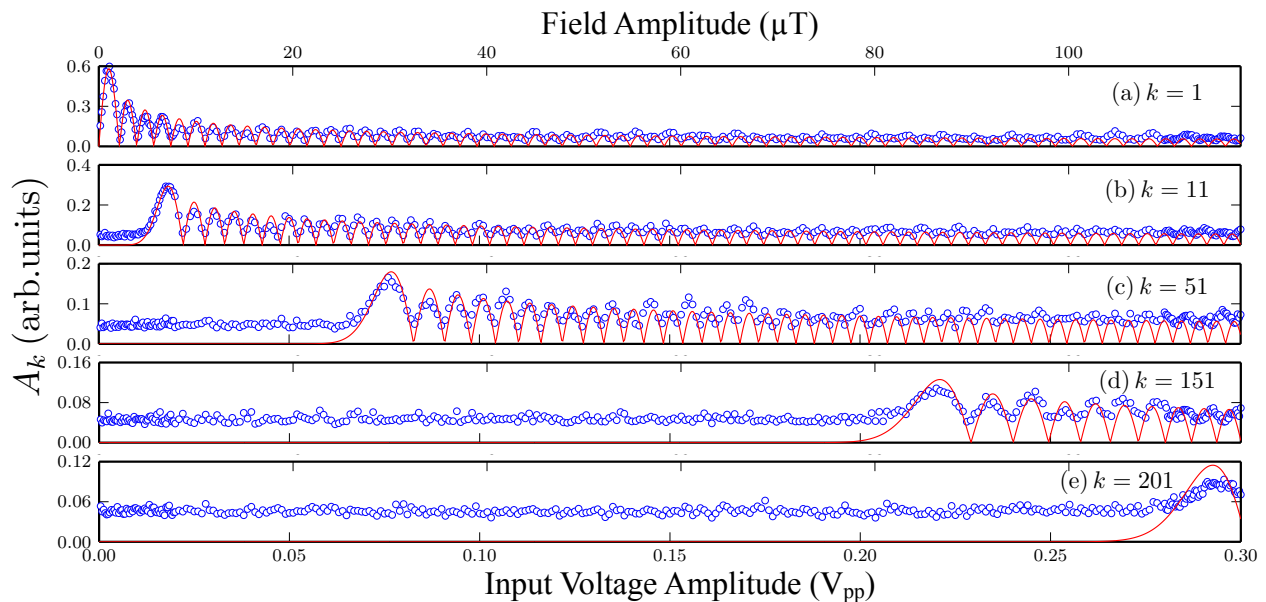 Field Amplitude (μT)
0 20 40 60 80 100
0.6
0.3
0.0
(a) k = 1
0.4
0.2
0.0
(b) k = 11
0.2
0.1
0.0
(c) k = 51
0.16
0.08
0.00
(d) k = 151
0.12
0.06
0.00
(e) k = 201
A_k (arb.units)
0.00 0.05 0.10 0.15 0.20 0.25 0.30
Input Voltage Amplitude (V_pp)